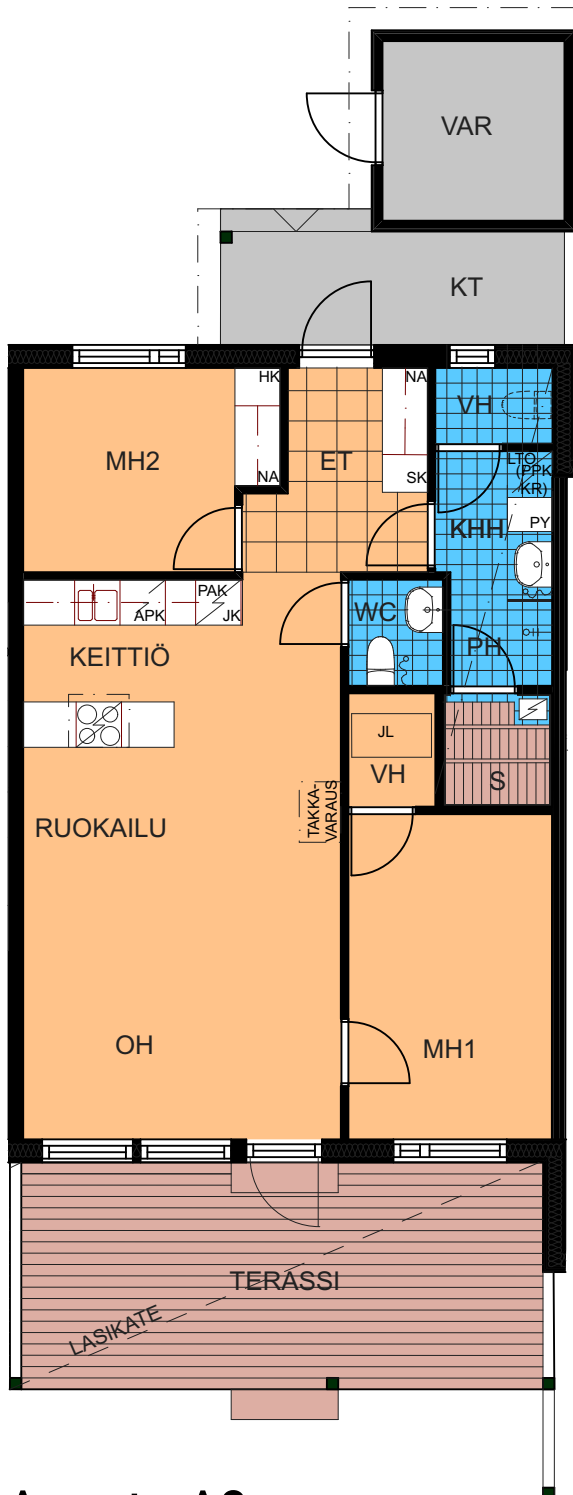 VAR
KT
HK
NA
VH
MH2
ET
LTO
(PPK
KR)
NA
SK
PY
KHH
PAK
APK
JK
WC
KEITTIÖ
PH
JL
VH
S
TAKKA-
VARAUS
RUOKAILU
OH
MH1
TERASSI
LASIKATE